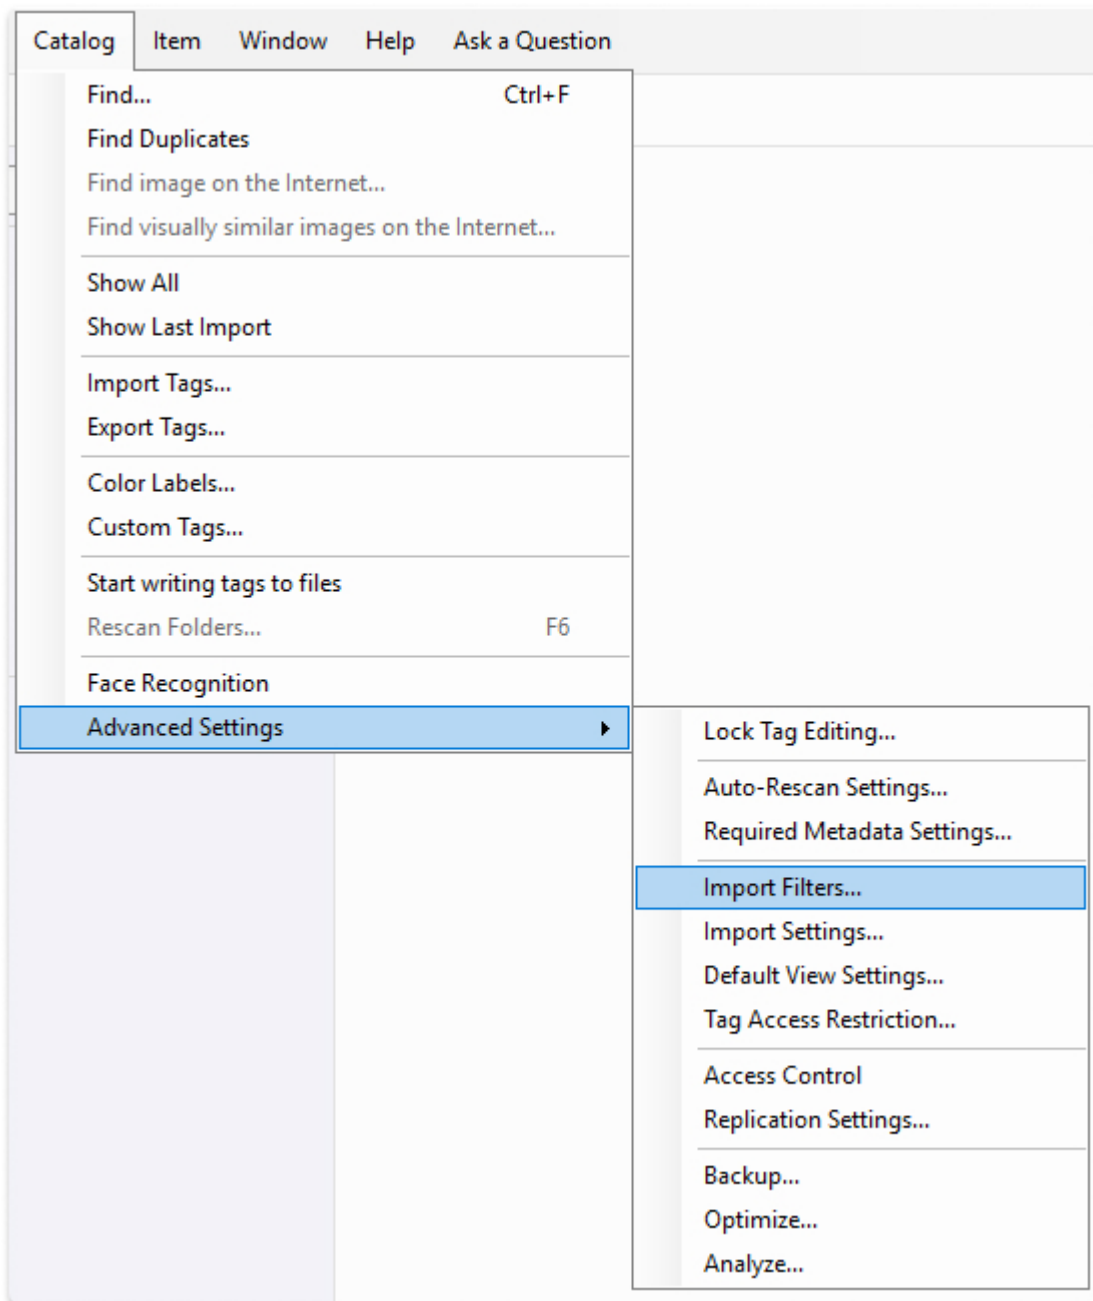 Catalog Item Window Help Ask a Question
Find... Ctrl+F
Find Duplicates
Find image on the Internet...
Find visually similar images on the Internet...
Show All
Show Last Import
Import Tags...
Export Tags...
Color Labels...
Custom Tags...
Start writing tags to files
Rescan Folders... F6
Face Recognition
Advanced Settings
Lock Tag Editing...
Auto-Rescan Settings...
Required Metadata Settings...
Import Filters...
Import Settings...
Default View Settings...
Tag Access Restriction...
Access Control
Replication Settings...
Backup...
Optimize...
Analyze...